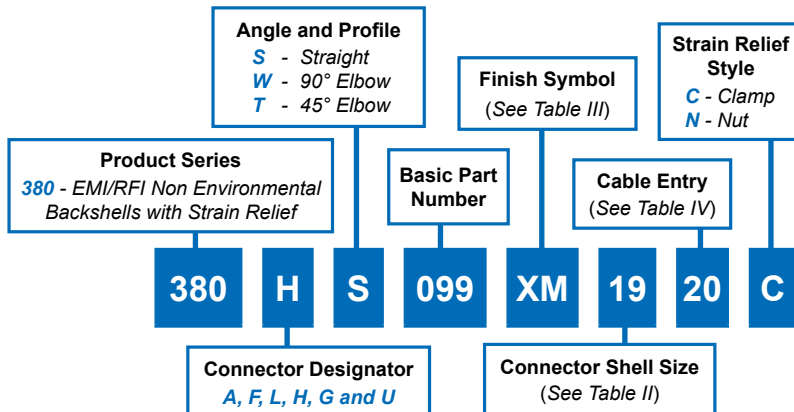 Angle and Profile
S - Straight
W - 90° Elbow
T - 45° Elbow
Finish Symbol
(See Table III)
Strain Relief
Style
C - Clamp
N - Nut
Product Series
380 - EMI/RFI Non Environmental
Backshells with Strain Relief
Basic Part
Number
Cable Entry
(See Table IV)
380 H S 099 XM 19 20 C
Connector Designator
A, F, L, H, G and U
Connector Shell Size
(See Table II)